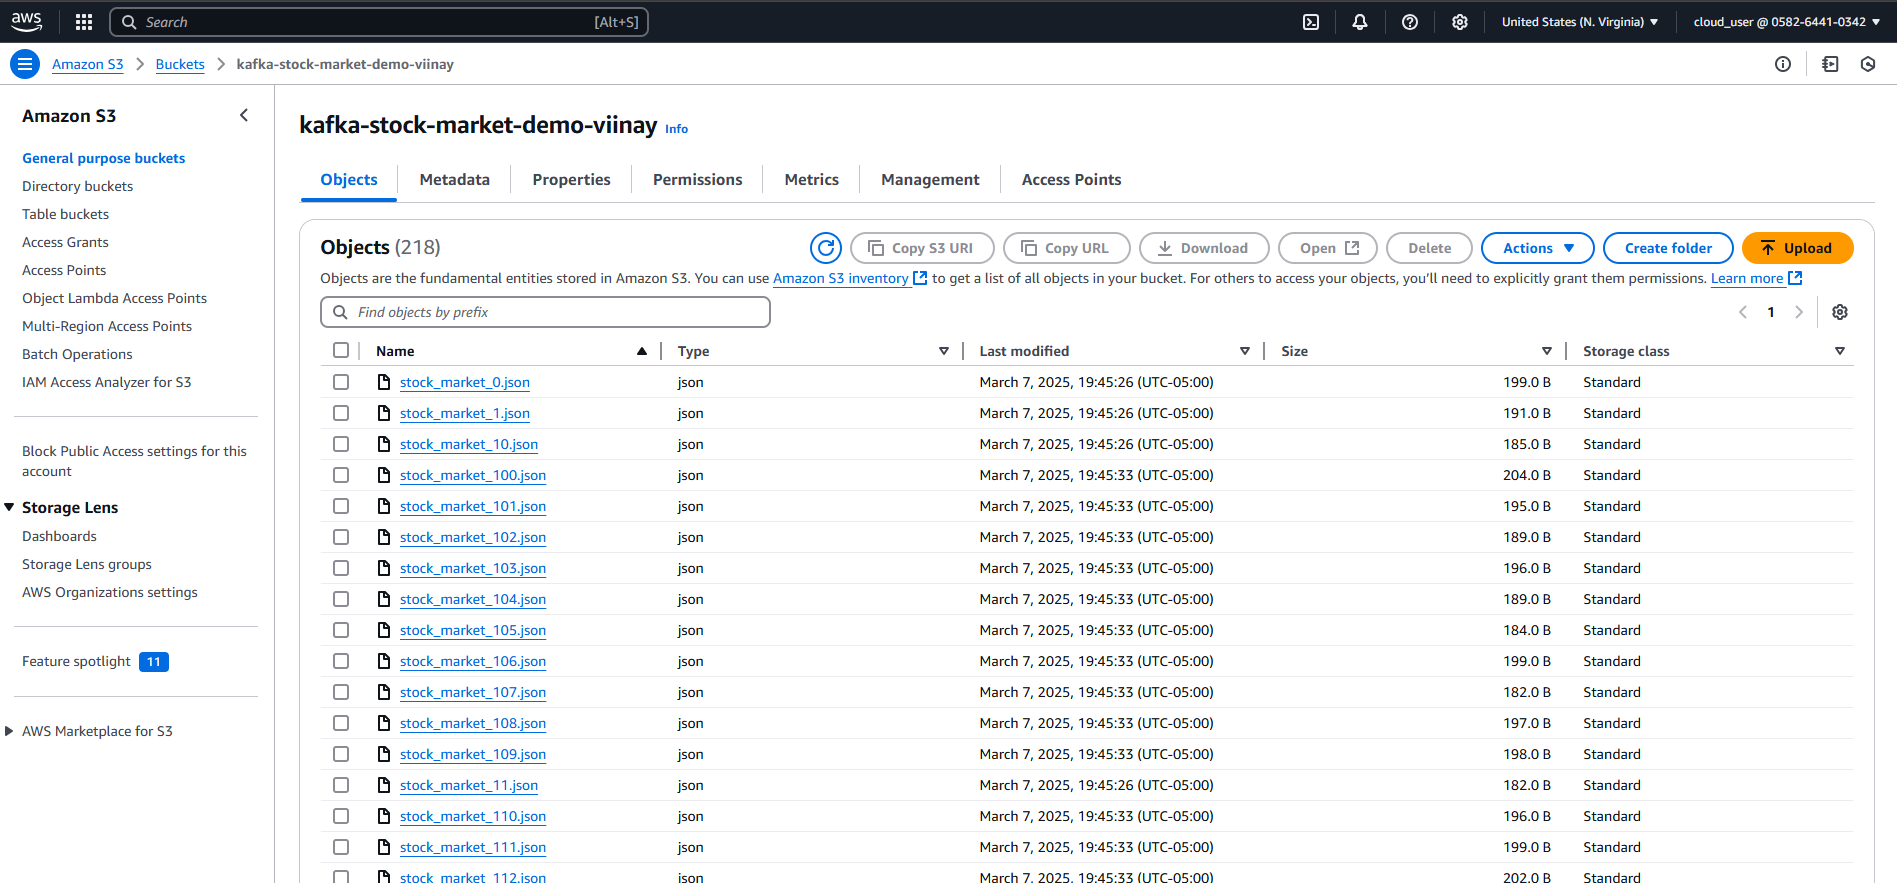 aws Search [Alt+S] United States (N. Virginia) cloud_user @ 0582-6441-0342
Amazon S3 Buckets kafka-stock-market-demo-viinay
Amazon S3
General purpose buckets
Directory buckets
Table buckets
Access Grants
Access Points
Object Lambda Access Points
Multi-Region Access Points
Batch Operations
IAM Access Analyzer for S3
Block Public Access settings for this
account
Storage Lens
Dashboards
Storage Lens groups
AWS Organizations settings
Feature spotlight 11
AWS Marketplace for S3
kafka-stock-market-demo-viinay Info
Objects Metadata Properties Permissions Metrics Management Access Points
Objects (218) Copy S3 URI Copy URL Download Open Delete Actions Create folder Upload
Objects are the fundamental entities stored in Amazon S3. You can use Amazon S3 inventory to get a list of all objects in your bucket. For others to access your objects, you'll need to explicitly grant them permissions. Learn more
Find objects by prefix 1
Name Type Last modified Size Storage class
stock_market_0.json json March 7, 2025, 19:45:26 (UTC-05:00) 199.0 B Standard
stock_market_1.json json March 7, 2025, 19:45:26 (UTC-05:00) 191.0 B Standard
stock_market_10.json json March 7, 2025, 19:45:26 (UTC-05:00) 185.0 B Standard
stock_market_100.json json March 7, 2025, 19:45:33 (UTC-05:00) 204.0 B Standard
stock_market_101.json json March 7, 2025, 19:45:33 (UTC-05:00) 195.0 B Standard
stock_market_102.json json March 7, 2025, 19:45:33 (UTC-05:00) 189.0 B Standard
stock_market_103.json json March 7, 2025, 19:45:33 (UTC-05:00) 196.0 B Standard
stock_market_104.json json March 7, 2025, 19:45:33 (UTC-05:00) 189.0 B Standard
stock_market_105.json json March 7, 2025, 19:45:33 (UTC-05:00) 184.0 B Standard
stock_market_106.json json March 7, 2025, 19:45:33 (UTC-05:00) 199.0 B Standard
stock_market_107.json json March 7, 2025, 19:45:33 (UTC-05:00) 182.0 B Standard
stock_market_108.json json March 7, 2025, 19:45:33 (UTC-05:00) 197.0 B Standard
stock_market_109.json json March 7, 2025, 19:45:33 (UTC-05:00) 198.0 B Standard
stock_market_11.json json March 7, 2025, 19:45:26 (UTC-05:00) 182.0 B Standard
stock_market_110.json json March 7, 2025, 19:45:33 (UTC-05:00) 196.0 B Standard
stock_market_111.json json March 7, 2025, 19:45:33 (UTC-05:00) 199.0 B Standard
stock_market_112.json json March 7, 2025, 19:45:33 (UTC-05:00) 202.0 B Standard